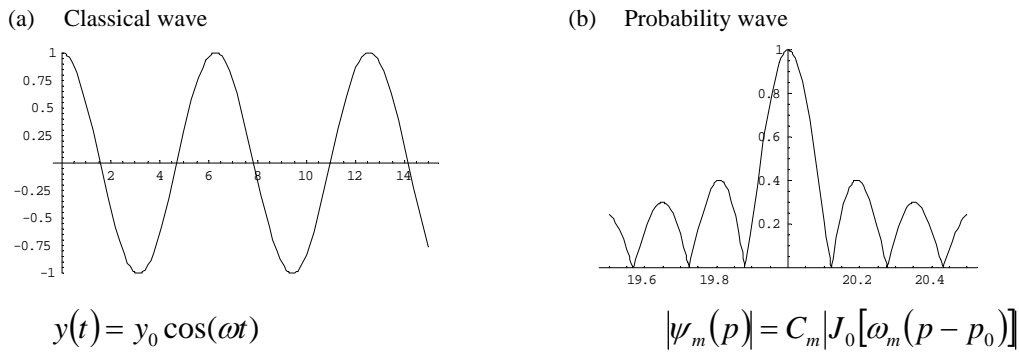 (a) Classical wave
1
0.75
0.5
0.25
-0.25
-0.5
-0.75
-1
2 4 6 8 10 12 14
y(t) = y₀ cos(ωt)
(b) Probability wave
1
0.8
0.6
0.4
0.2
19.6 19.8 20.2 20.4
|ψₘ(p)| = Cₘ|J₀[ωₘ(p − p₀)]|